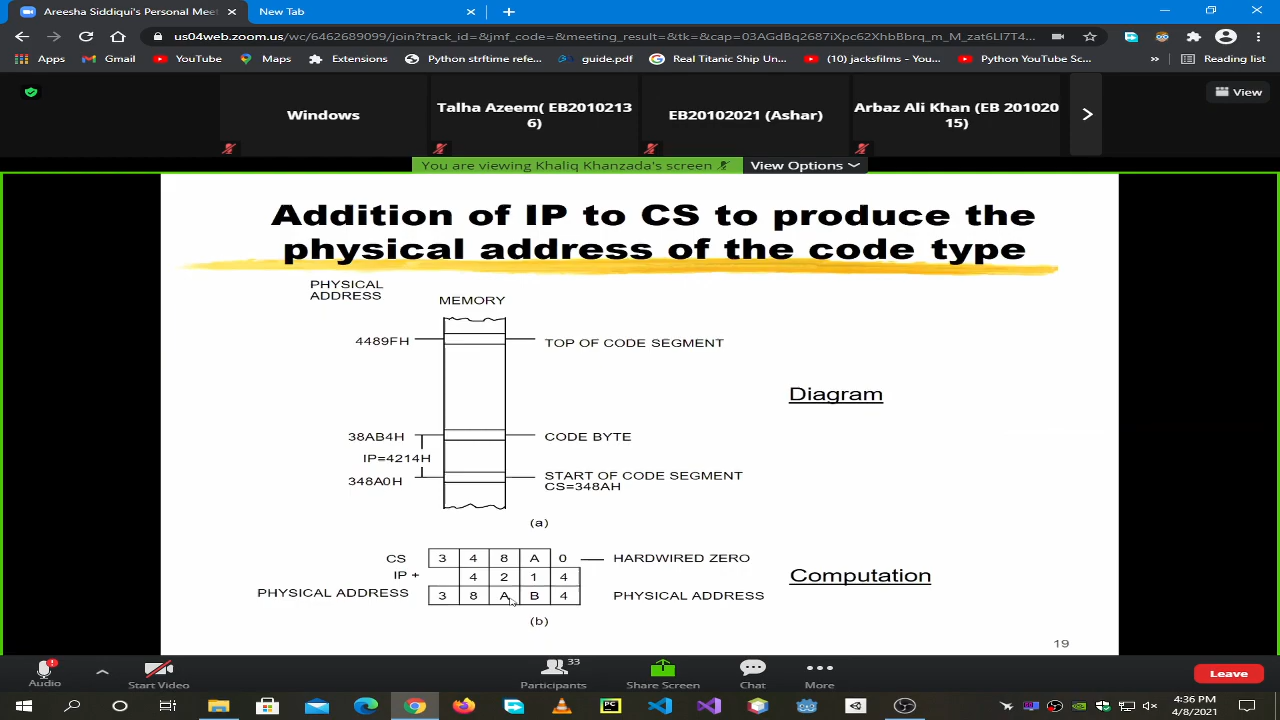 Areesha Siddiqui's Personal Mee
New Tab
us04web.zoom.us/wc/6462689099/join?track_id=&jmf_code=&meeting_result=&tk=&cap=03AGdBq2687iXpc62XhbBbrq_m_M_zat6LI7T4...
Apps
Gmail
YouTube
Maps
Extensions
Python strftime refe...
guide.pdf
Real Titanic Ship Un...
(10) jacksfilms - You...
Python YouTube Sc...
»
Reading list
Windows
Talha Azeem( EB2010213
6)
EB20102021 (Ashar)
Arbaz Ali Khan (EB 201020
15)
View
You are viewing Khaliq Khanzada's screen
View Options
Addition of IP to CS to produce the
physical address of the code type
PHYSICAL
ADDRESS
MEMORY
4489FH
TOP OF CODE SEGMENT
Diagram
38AB4H
CODE BYTE
IP=4214H
348A0H
START OF CODE SEGMENT
CS=348AH
(a)
CS 3 4 8 A 0 HARDWIRED ZERO
IP + 4 2 1 4
Computation
PHYSICAL ADDRESS 3 8 A B 4 PHYSICAL ADDRESS
(b)
19
Audio
Start Video
33
Participants
Share Screen
Chat
More
Leave
4:36 PM
4/8/2021